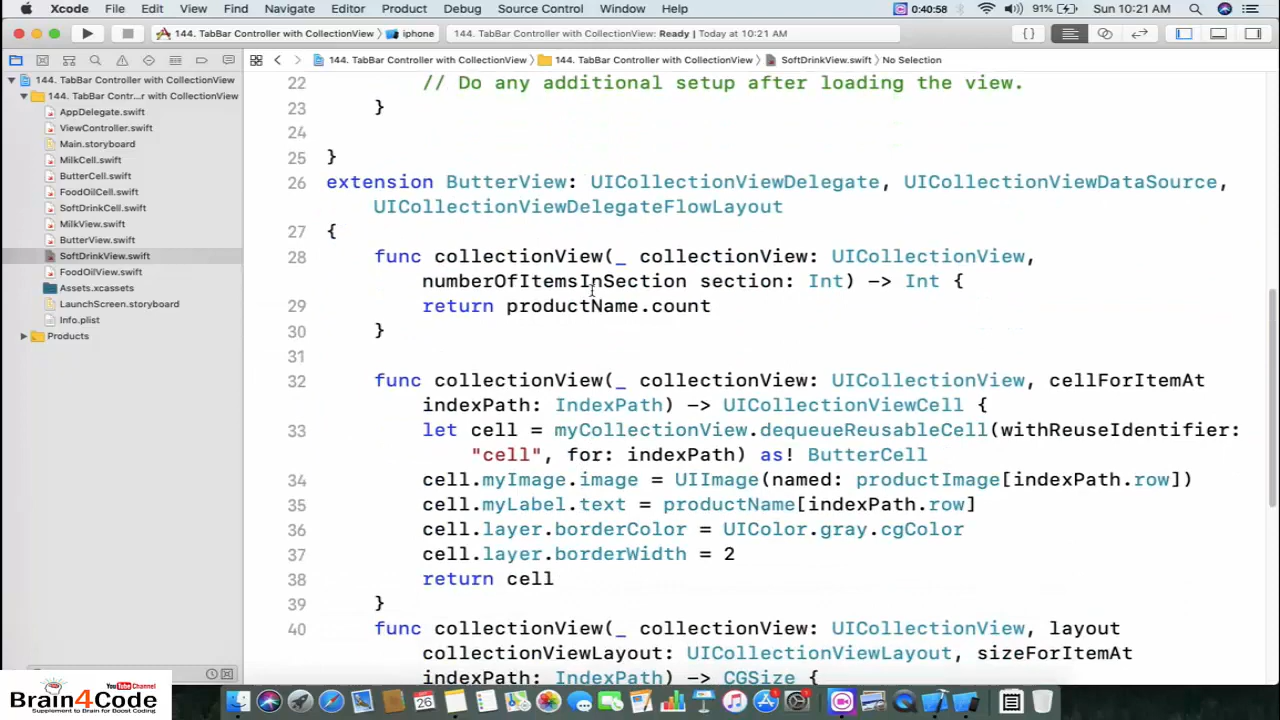 Xcode File Edit View Find Navigate Editor Product Debug Source Control Window Help 0:40:58 91% Sun 10:21 AM
144. TabBar Controller with CollectionView iphone 144. TabBar Controller with CollectionView: Ready | Today at 10:21 AM
144. TabBar Controller with CollectionView 144. TabBar Controller with CollectionView SoftDrinkView.swift No Selection
144. TabBar Controller with CollectionView
144. TabBar Contr...r with CollectionView
AppDelegate.swift
ViewController.swift
Main.storyboard
MilkCell.swift
ButterCell.swift
FoodOilCell.swift
SoftDrinkCell.swift
MilkView.swift
ButterView.swift
SoftDrinkView.swift
FoodOilView.swift
Assets.xcassets
LaunchScreen.storyboard
Info.plist
Products
22 // Do any additional setup after loading the view.
23 }
24
25 }
26 extension ButterView: UICollectionViewDelegate, UICollectionViewDataSource,
UICollectionViewDelegateFlowLayout
27 {
28 func collectionView(_ collectionView: UICollectionView,
numberOfItemsInSection section: Int) -> Int {
29 return productName.count
30 }
31
32 func collectionView(_ collectionView: UICollectionView, cellForItemAt
indexPath: IndexPath) -> UICollectionViewCell {
33 let cell = myCollectionView.dequeueReusableCell(withReuseIdentifier:
"cell", for: indexPath) as! ButterCell
34 cell.myImage.image = UIImage(named: productImage[indexPath.row])
35 cell.myLabel.text = productName[indexPath.row]
36 cell.layer.borderColor = UIColor.gray.cgColor
37 cell.layer.borderWidth = 2
38 return cell
39 }
40 func collectionView(_ collectionView: UICollectionView, layout
collectionViewLayout: UICollectionViewLayout, sizeForItemAt
indexPath: IndexPath) -> CGSize {
YouTube Channel
Brain4Code
Supplement to Brain for Boost Coding
26